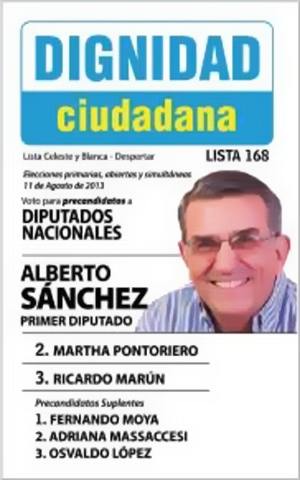 DIGNIDAD
ciudadana
Lista Celeste y Blanca - Despertar
LISTA 168
Elecciones primarias, abiertas y simultáneas
11 de Agosto de 2013
Voto para precandidatos a
DIPUTADOS
NACIONALES
ALBERTO
SÁNCHEZ
PRIMER DIPUTADO
2. MARTHA PONTORIERO
3. RICARDO MARÚN
Precandidatos Suplentes
1. FERNANDO MOYA
2. ADRIANA MASSACCESI
3. OSVALDO LÓPEZ